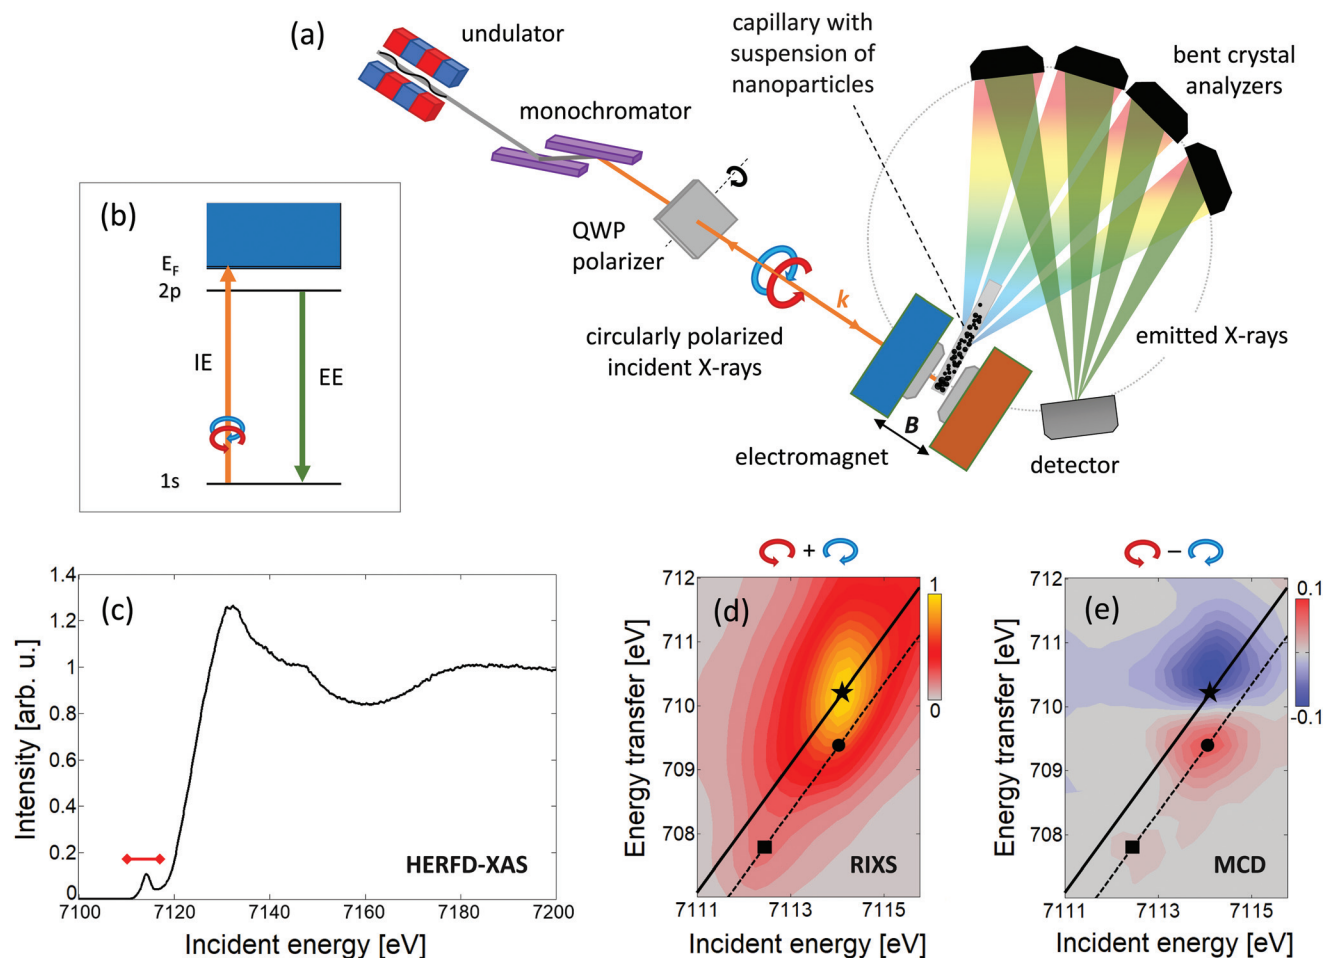 (a)
undulator
monochromator
QWP
polarizer
circularly polarized
incident X-rays
k
capillary with
suspension of
nanoparticles
bent crystal
analyzers
emitted X-rays
B
electromagnet
detector
(b)
E_F
2p
IE
EE
1s
(c)
Intensity [arb. u.]
1.4
1.2
1
0.8
0.6
0.4
0.2
0
7100
7120
7140
7160
7180
7200
HERFD-XAS
Incident energy [eV]
+
(d)
Energy transfer [eV]
712
711
710
709
708
1
0
RIXS
7111
7113
7115
Incident energy [eV]
−
(e)
Energy transfer [eV]
712
711
710
709
708
0.1
-0.1
MCD
7111
7113
7115
Incident energy [eV]